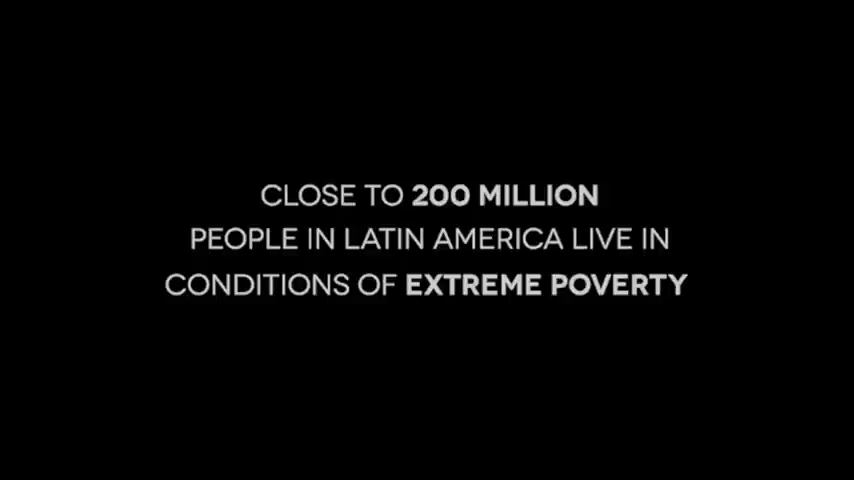 CLOSE TO 200 MILLION
PEOPLE IN LATIN AMERICA LIVE IN
CONDITIONS OF EXTREME POVERTY